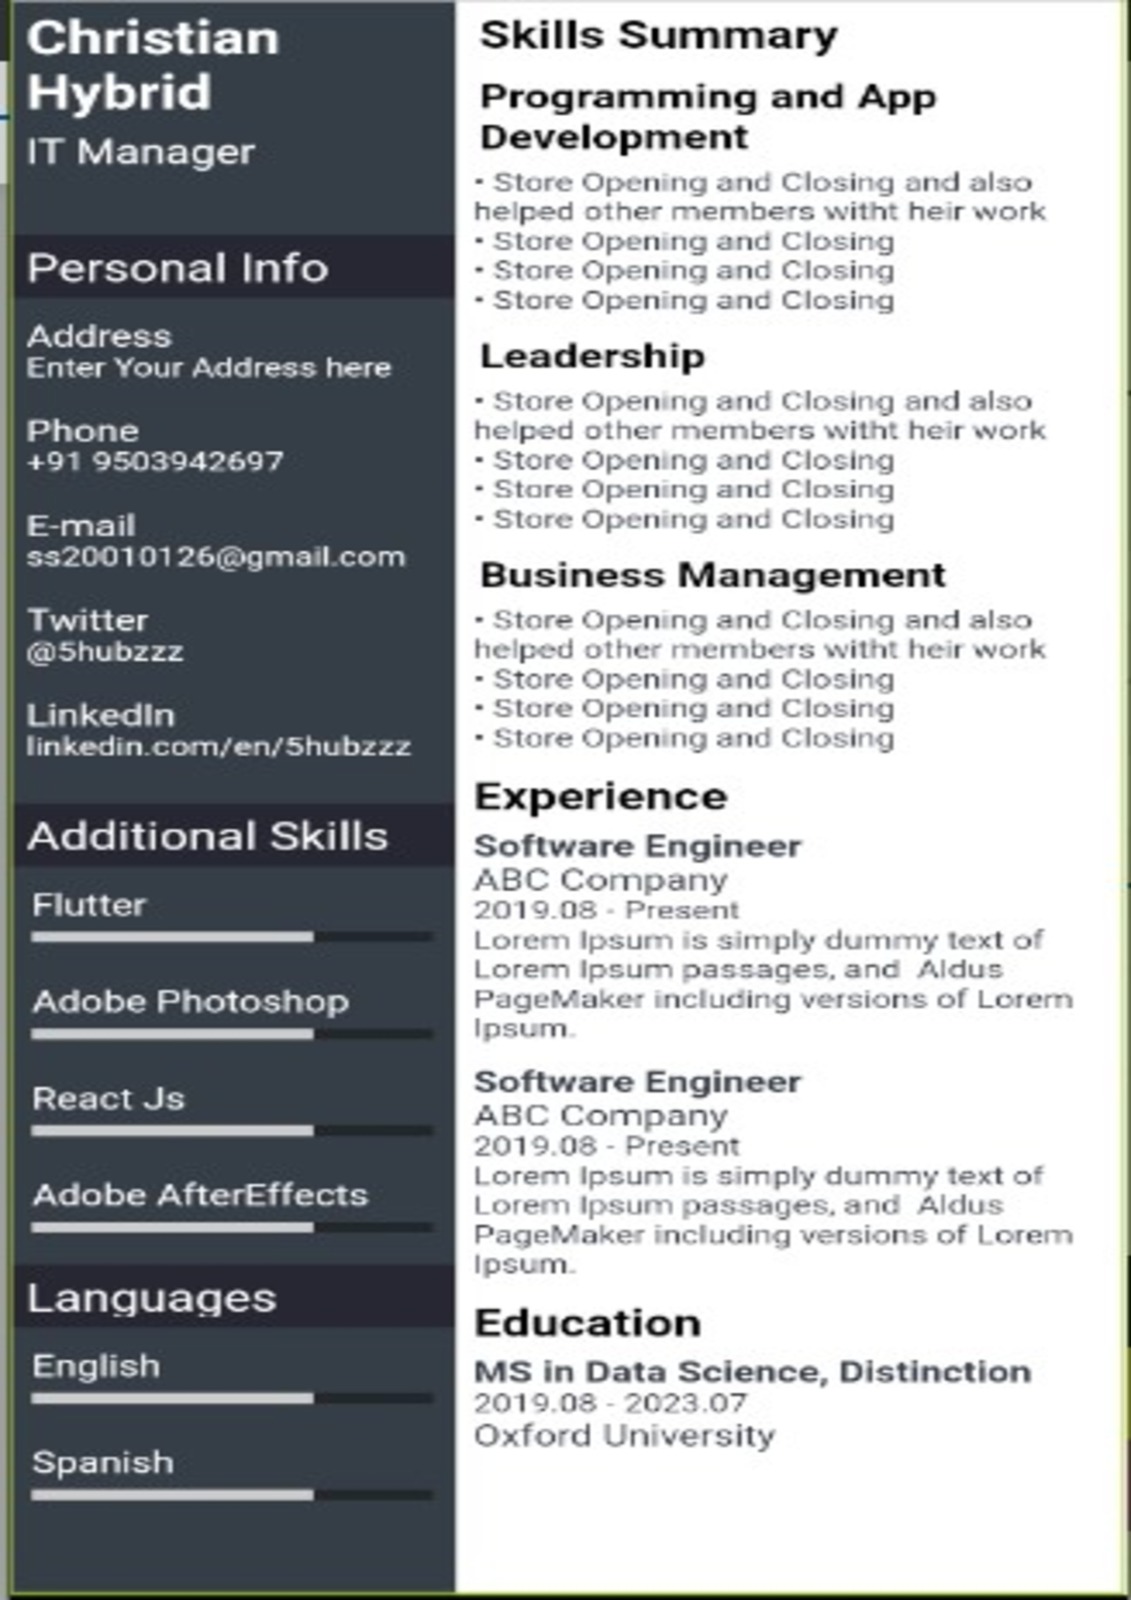 Christian
Hybrid
IT Manager
Personal Info
Address
Enter Your Address here
Phone
+91 9503942697
E-mail
ss20010126@gmail.com
Twitter
@5hubzzz
LinkedIn
linkedin.com/en/5hubzzz
Additional Skills
Flutter
Adobe Photoshop
React Js
Adobe AfterEffects
Languages
English
Spanish
Skills Summary
Programming and App
Development
• Store Opening and Closing and also
helped other members witht heir work
• Store Opening and Closing
• Store Opening and Closing
• Store Opening and Closing
Leadership
• Store Opening and Closing and also
helped other members witht heir work
• Store Opening and Closing
• Store Opening and Closing
• Store Opening and Closing
Business Management
• Store Opening and Closing and also
helped other members witht heir work
• Store Opening and Closing
• Store Opening and Closing
• Store Opening and Closing
Experience
Software Engineer
ABC Company
2019.08 - Present
Lorem Ipsum is simply dummy text of
Lorem Ipsum passages, and  Aldus
PageMaker including versions of Lorem
Ipsum.
Software Engineer
ABC Company
2019.08 - Present
Lorem Ipsum is simply dummy text of
Lorem Ipsum passages, and  Aldus
PageMaker including versions of Lorem
Ipsum.
Education
MS in Data Science, Distinction
2019.08 - 2023.07
Oxford University